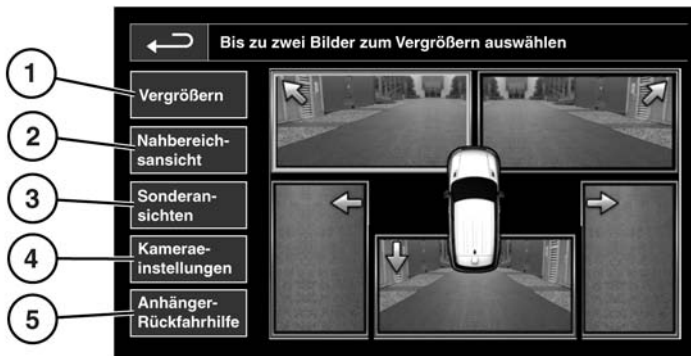 Bis zu zwei Bilder zum Vergrößern auswählen
1
Vergrößern
2
Nahbereich-
sansicht
3
Sonderan-
sichten
4
Kamerae-
instellungen
5
Anhänger-
Rückfahrhilfe